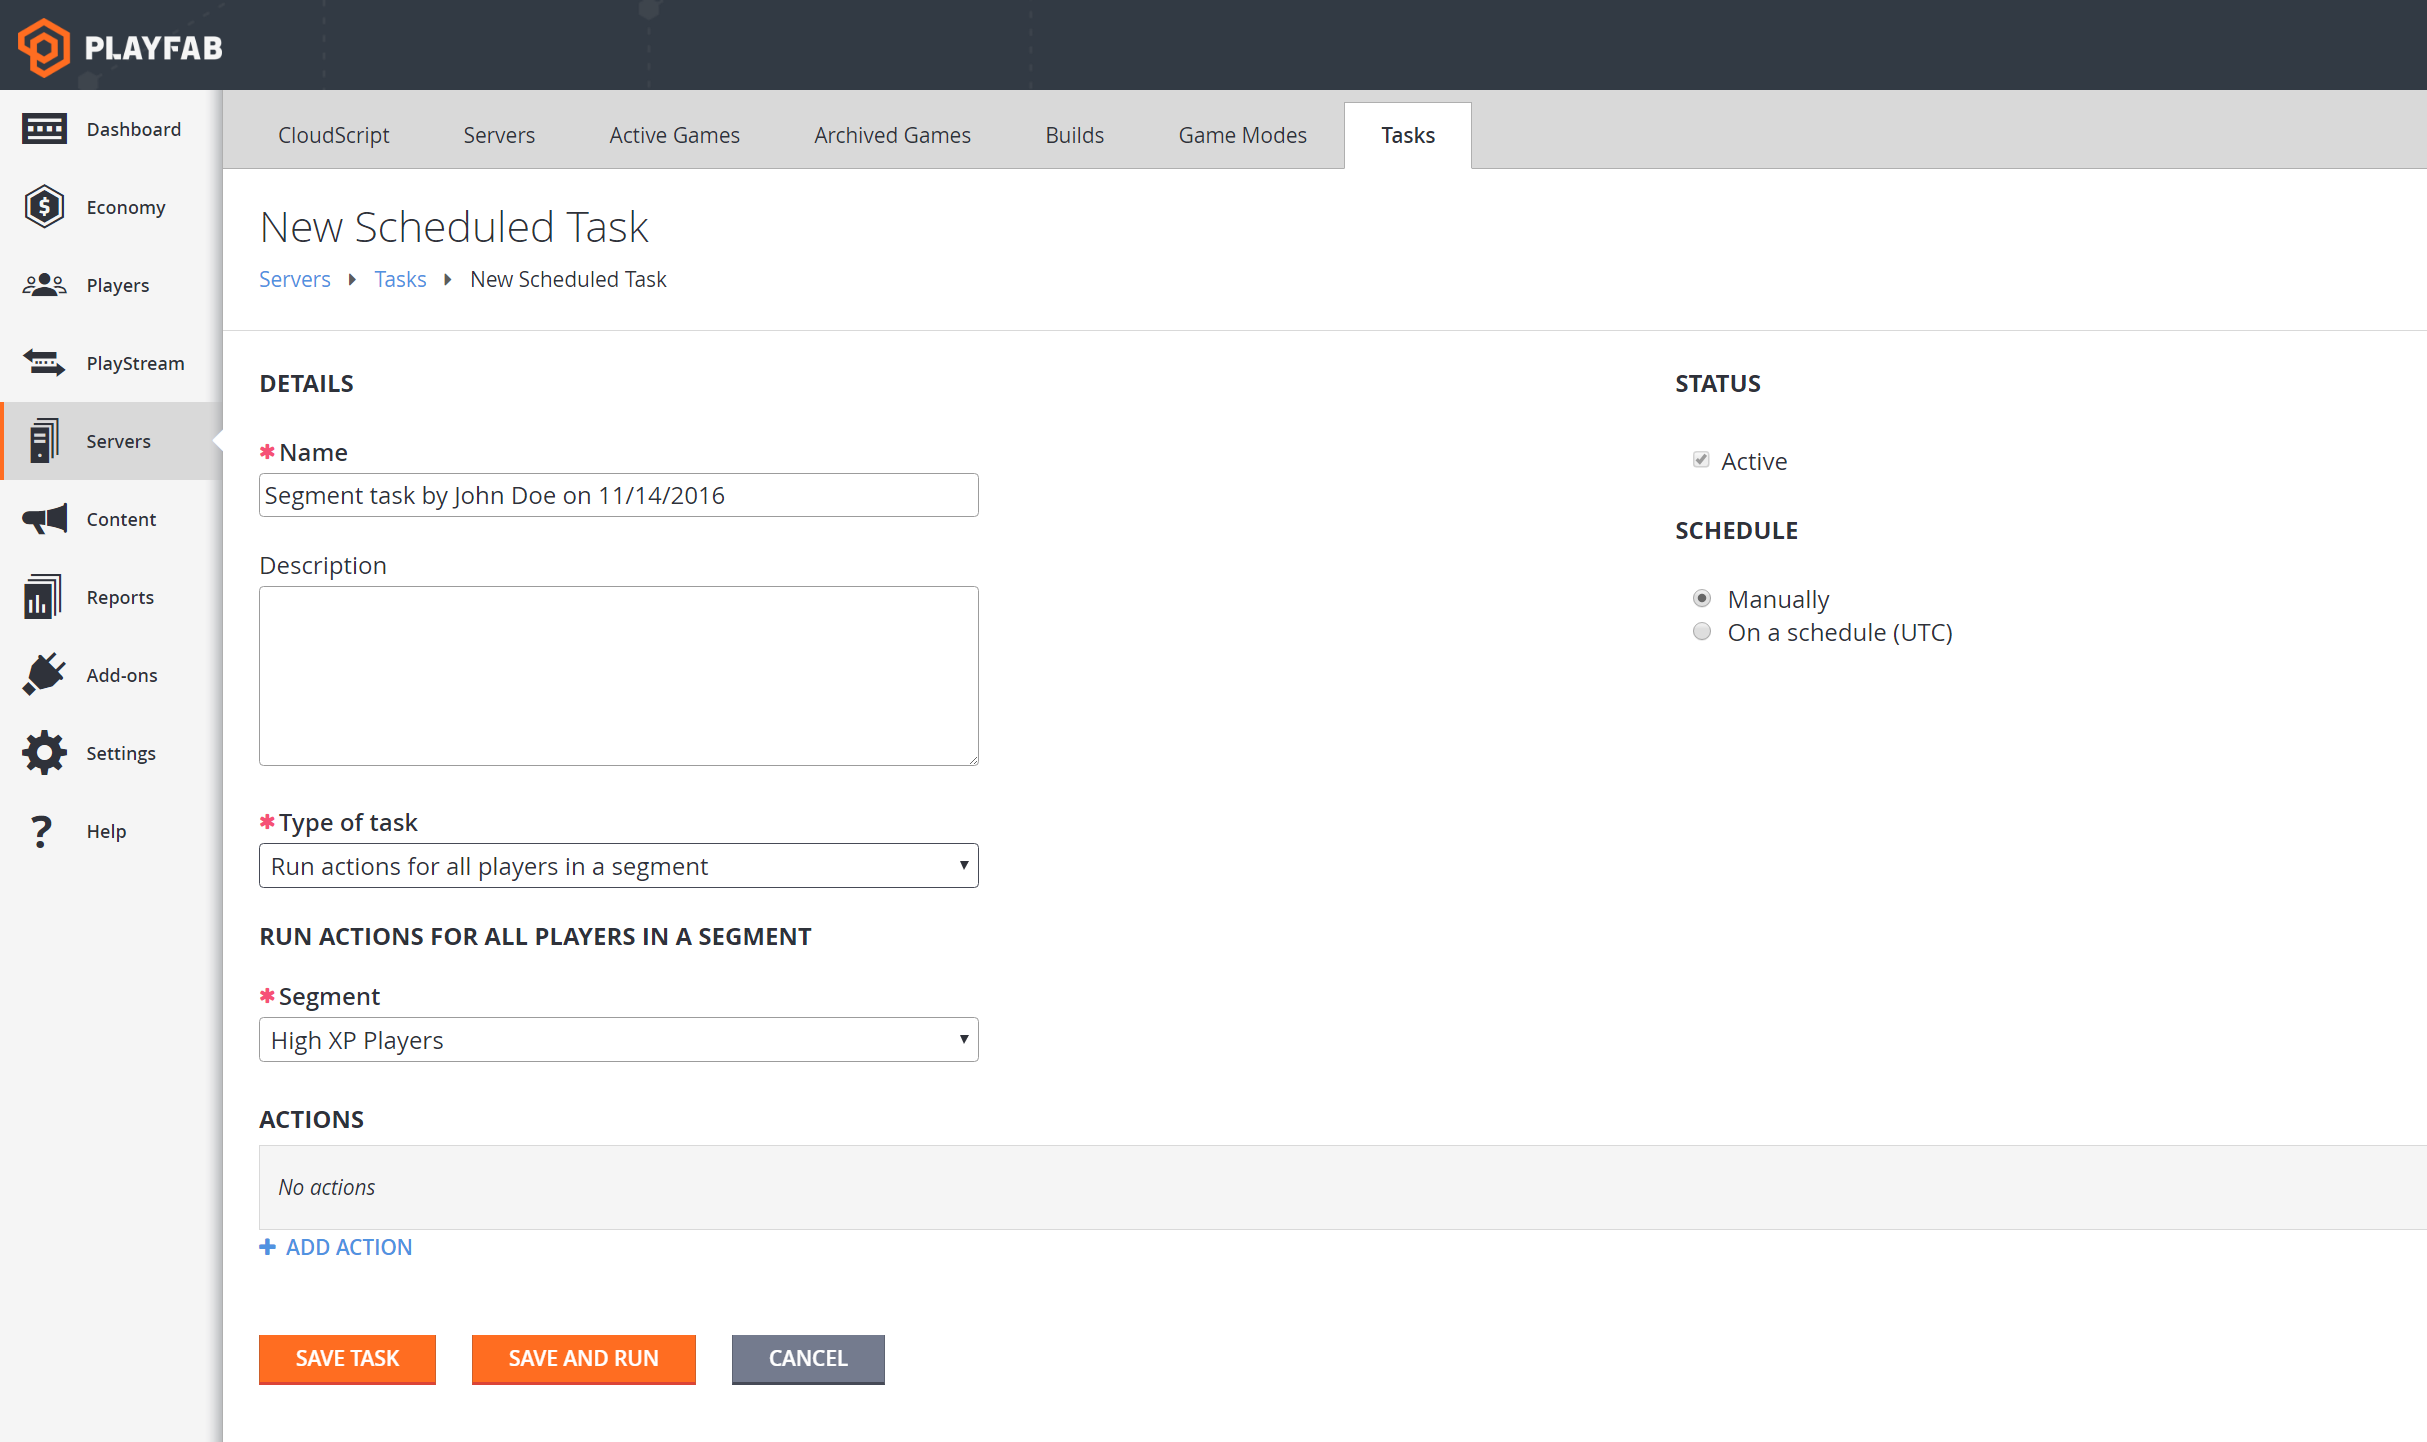 PLAYFAB
Dashboard
Economy
Players
PlayStream
Servers
Content
Reports
Add-ons
Settings
Help
CloudScript Servers Active Games Archived Games Builds Game Modes Tasks
New Scheduled Task
Servers Tasks New Scheduled Task
DETAILS
* Name
Segment task by John Doe on 11/14/2016
Description
* Type of task
Run actions for all players in a segment
RUN ACTIONS FOR ALL PLAYERS IN A SEGMENT
* Segment
High XP Players
STATUS
Active
SCHEDULE
Manually
On a schedule (UTC)
ACTIONS
No actions
+ ADD ACTION
SAVE TASK SAVE AND RUN CANCEL